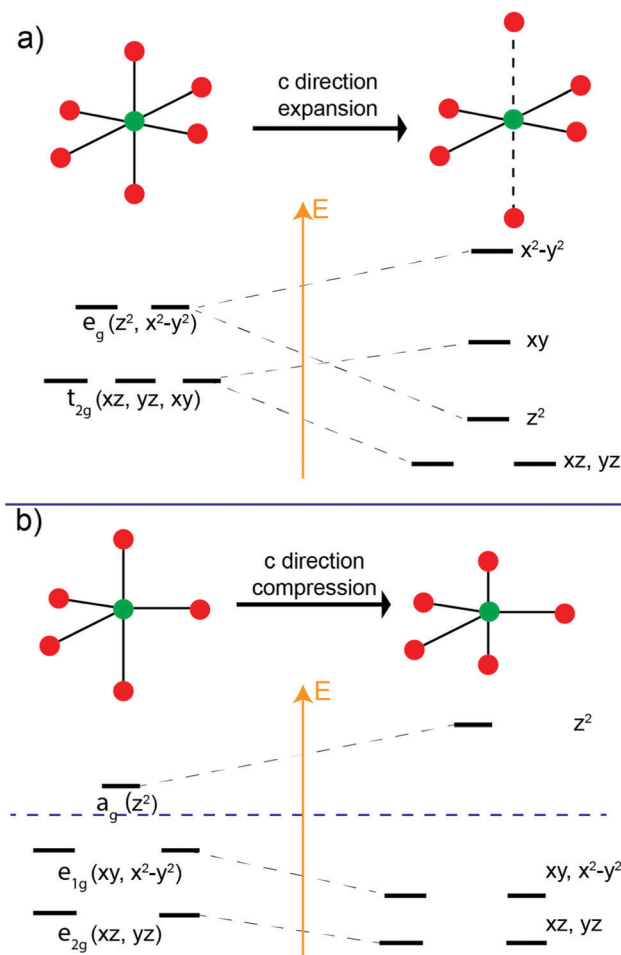 a)
c direction
expansion
E
x²-y²
e_g (z², x²-y²)
xy
t_2g (xz, yz, xy)
z²
xz, yz
b)
c direction
compression
E
z²
a_g (z²)
e_1g (xy, x²-y²)
xy, x²-y²
e_2g (xz, yz)
xz, yz